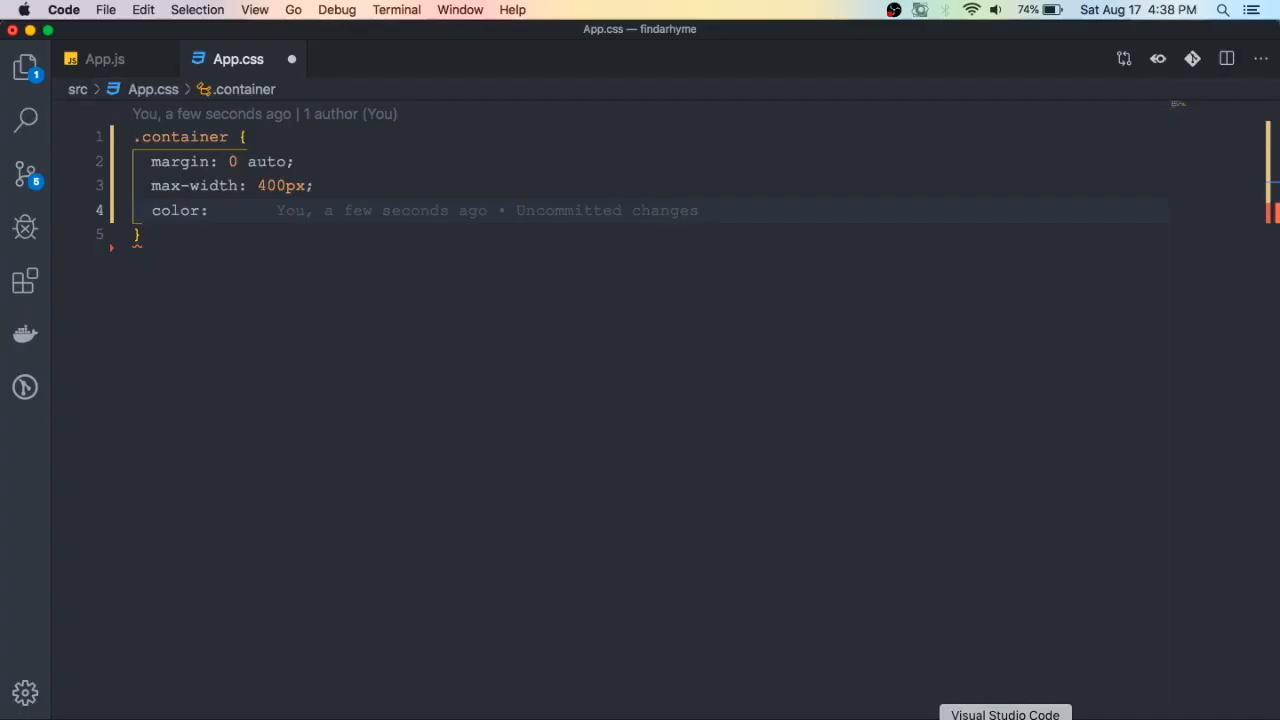 Code File Edit Selection View Go Debug Terminal Window Help 74% Sat Aug 17 4:38 PM
App.css — findarhyme
JS App.js App.css
src App.css .container
1
5
You, a few seconds ago | 1 author (You)
1 .container {
2 margin: 0 auto;
3 max-width: 400px;
4 color: You, a few seconds ago • Uncommitted changes
5 }
Visual Studio Code